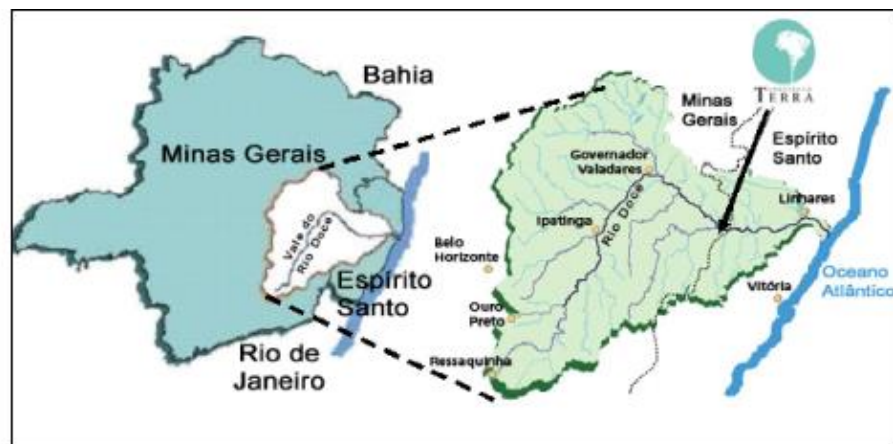 Bahia
Minas Gerais
Vale do
Rio Doce
Espírito
Santo
Rio de
Janeiro
TERRA
Minas
Gerais
Espírito
Santo
Governador
Valadares
Linhares
Ipatinga
Rio Doce
Belo
Horizonte
Oceano
Atlântico
Vitória
Ouro
Preto
Ressaquinha